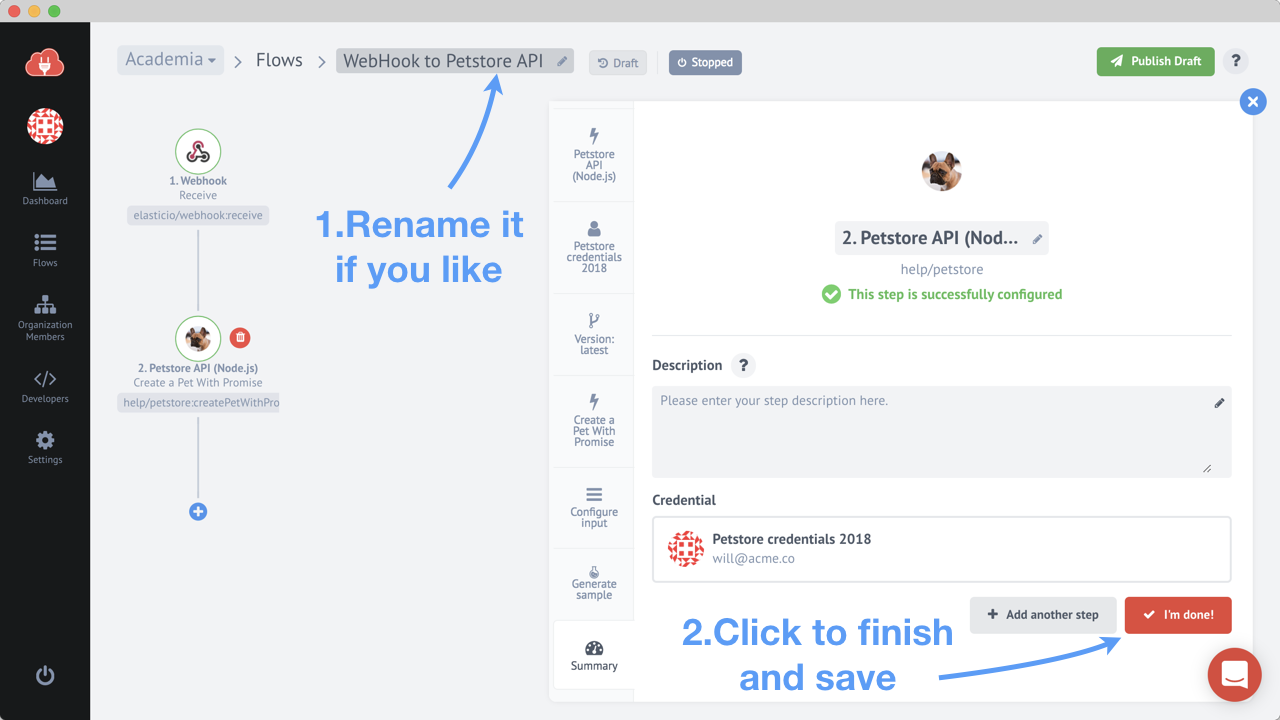 Academia
Flows
WebHook to Petstore API
Draft
Stopped
Publish Draft
?
Dashboard
Flows
Organization
Members
Developers
Settings
1. Webhook
Receive
elasticio/webhook:receive
2. Petstore API (Node.js)
Create a Pet With Promise
help/petstore:createPetWithPro
1.Rename it
if you like
Petstore
API
(Node.js)
Petstore
credentials
2018
Version:
latest
Create a
Pet With
Promise
Configure
input
Generate
sample
Summary
2. Petstore API (Nod...
help/petstore
This step is successfully configured
Description ?
Please enter your step description here.
Credential
Petstore credentials 2018
will@acme.co
Add another step
I'm done!
2.Click to finish
and save